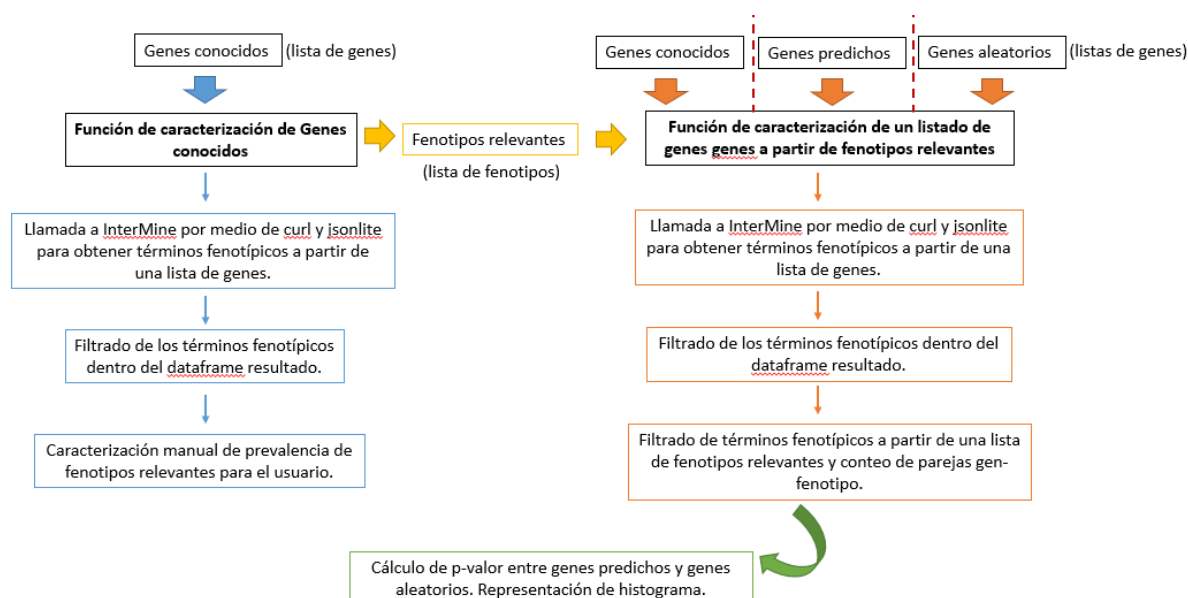 Genes conocidos (lista de genes)
Función de caracterización de Genes
conocidos
Llamada a InterMine por medio de curl y jsonlite
para obtener términos fenotípicos a partir de
una lista de genes.
Filtrado de los términos fenotípicos
dentro del dataframe resultado.
Caracterización manual de prevalencia de
fenotipos relevantes para el usuario.
Fenotipos relevantes
(lista de fenotipos)
Genes conocidos
Genes predichos
Genes aleatorios (listas de genes)
Función de caracterización de un listado de
genes genes a partir de fenotipos relevantes
Llamada a InterMine por medio de curl y jsonlite
para obtener términos fenotípicos a partir de una
lista de genes.
Filtrado de los términos fenotípicos dentro del
dataframe resultado.
Filtrado de términos fenotípicos a partir de una lista
de fenotipos relevantes y conteo de parejas gen-
fenotipo.
Cálculo de p-valor entre genes predichos y genes
aleatorios. Representación de histograma.